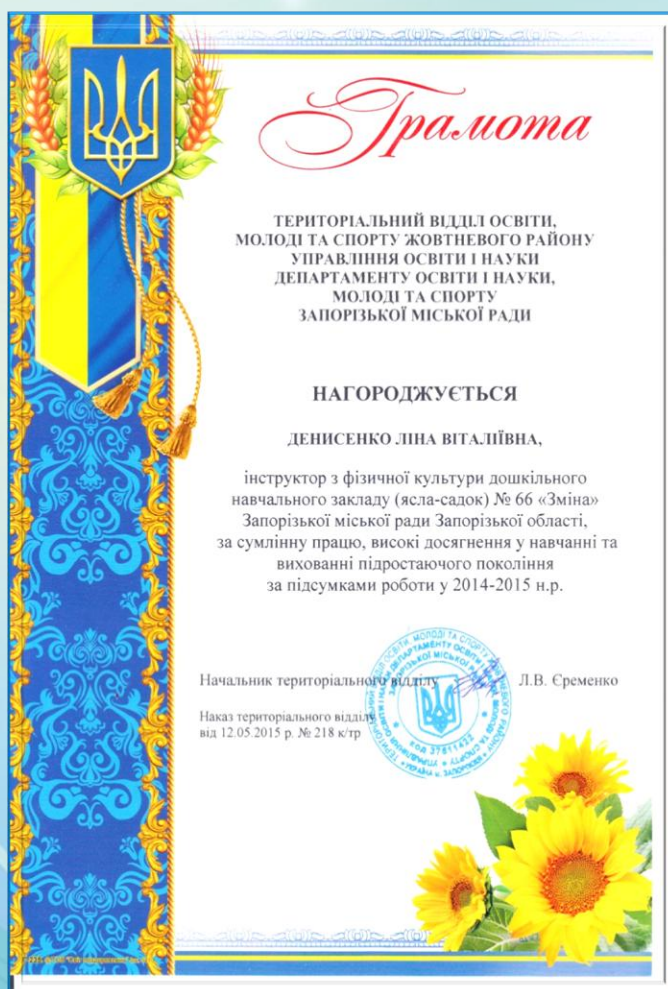 Грамота
ТЕРИТОРІАЛЬНИЙ ВІДДІЛ ОСВІТИ,
МОЛОДІ ТА СПОРТУ ЖОВТНЕВОГО РАЙОНУ
УПРАВЛІННЯ ОСВІТИ І НАУКИ
ДЕПАРТАМЕНТУ ОСВІТИ І НАУКИ,
МОЛОДІ ТА СПОРТУ
ЗАПОРІЗЬКОЇ МІСЬКОЇ РАДИ
НАГОРОДЖУЄТЬСЯ
ДЕНИСЕНКО ЛІНА ВІТАЛІЇВНА,
інструктор з фізичної культури дошкільного
навчального закладу (ясла-садок) № 66 «Зміна»
Запорізької міської ради Запорізької області,
за сумлінну працю, високі досягнення у навчанні та
вихованні підростаючого покоління
за підсумками роботи у 2014-2015 н.р.
Начальник територіального відділу Л.В. Єременко
Наказ територіального відділу
від 12.05.2015 р. № 218 к/тр
код 37611422